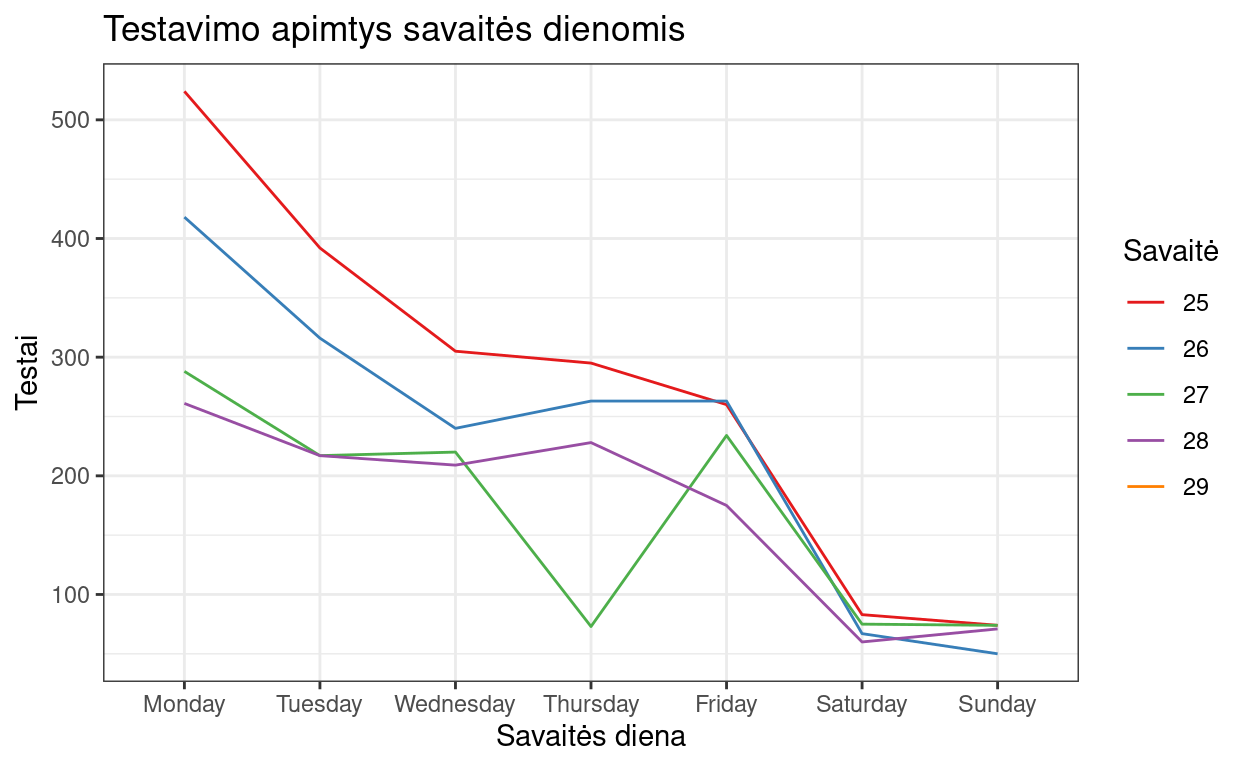 Testavimo apimtys savaitės dienomis
500
400
300
200
100
Testai
Monday Tuesday Wednesday Thursday Friday Saturday Sunday
Savaitės diena
Savaitė
25
26
27
28
29